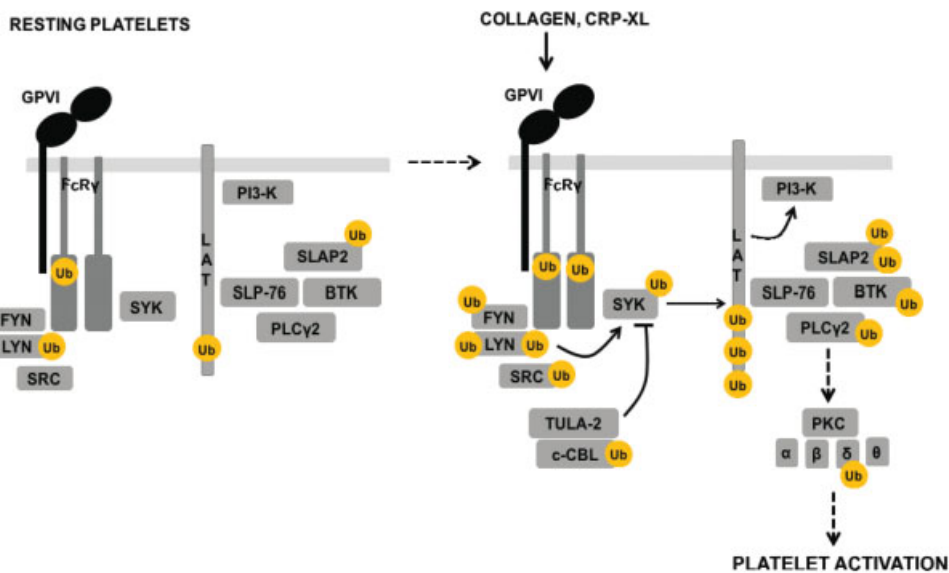 RESTING PLATELETS
GPVI
FcRγ
Ub
FYN
LYN Ub
SRC
SYK
LAT
Ub
PI3-K
Ub
SLAP2
SLP-76 BTK
PLCγ2
COLLAGEN, CRP-XL
GPVI
FcRγ
Ub Ub
Ub
FYN
Ub LYN Ub
SRC Ub
Ub
SYK
TULA-2
c-CBL Ub
LAT
Ub
Ub
Ub
PI3-K
Ub
SLAP2 Ub
SLP-76 BTK Ub
PLCγ2 Ub
PKC
α β δ θ
Ub
PLATELET ACTIVATION